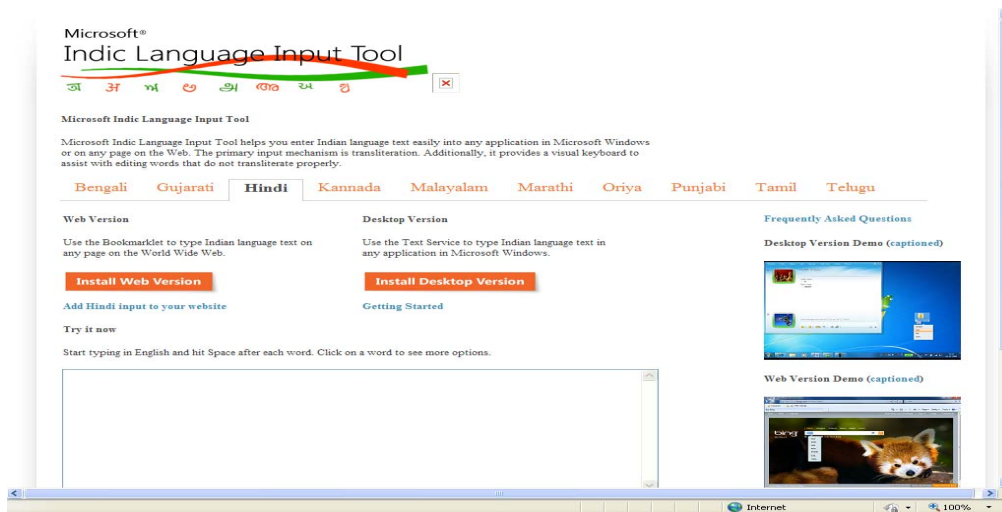 Microsoft®
Indic Language Input Tool
অ अ ਅ అ அ അ અ ଅ
Microsoft Indic Language Input Tool
Microsoft Indic Language Input Tool helps you enter Indian language text easily into any application in Microsoft Windows
or on any page on the Web. The primary input mechanism is transliteration. Additionally, it provides a visual keyboard to
assist with editing words that do not transliterate properly.
Bengali Gujarati Hindi Kannada Malayalam Marathi Oriya Punjabi Tamil Telugu
Web Version
Use the Bookmarklet to type Indian language text on
any page on the World Wide Web.
Install Web Version
Add Hindi input to your website
Desktop Version
Use the Text Service to type Indian language text in
any application in Microsoft Windows.
Install Desktop Version
Getting Started
Try it now
Start typing in English and hit Space after each word. Click on a word to see more options.
Frequently Asked Questions
Desktop Version Demo (captioned)
Web Version Demo (captioned)
bing
Internet
100%